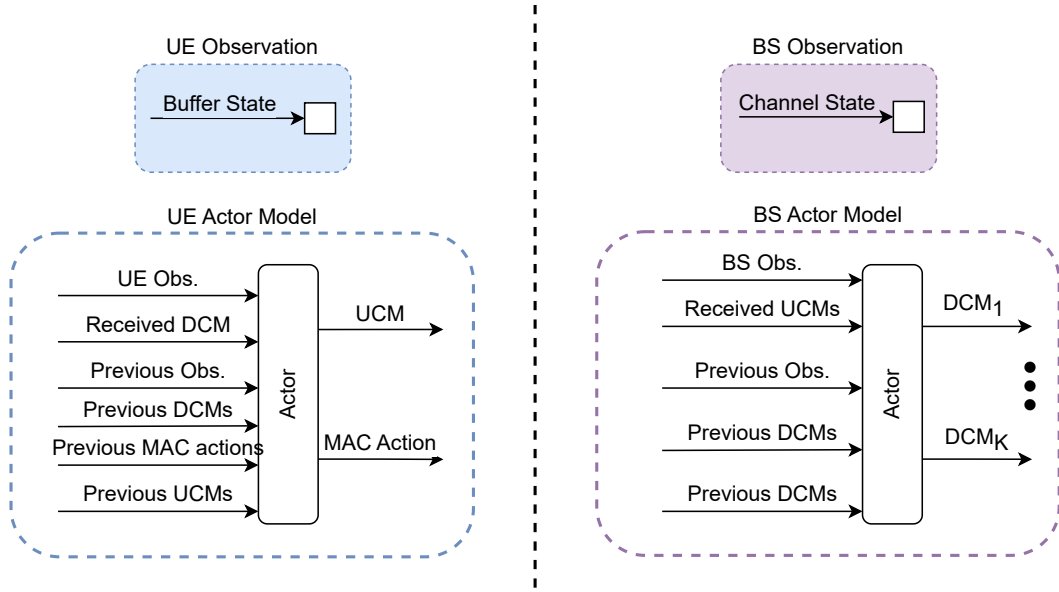 UE Observation
Buffer State
UE Actor Model
UE Obs.
Received DCM
Previous Obs.
Previous DCMs
Previous MAC actions
Previous UCMs
Actor
UCM
MAC Action
BS Observation
Channel State
BS Actor Model
BS Obs.
Received UCMs
Previous Obs.
Previous DCMs
Previous DCMs
Actor
DCM1
DCMK